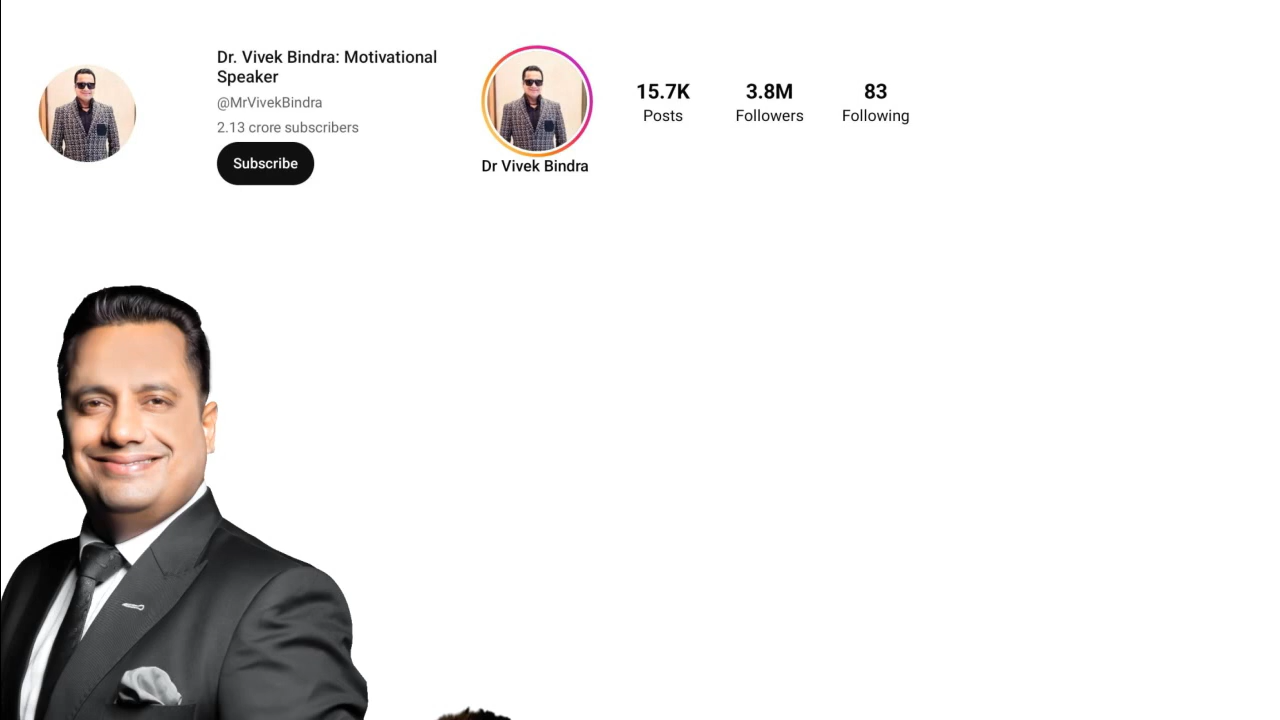 Dr. Vivek Bindra: Motivational
Speaker
@MrVivekBindra
2.13 crore subscribers
Subscribe
Dr Vivek Bindra
15.7K
Posts
3.8M
Followers
83
Following